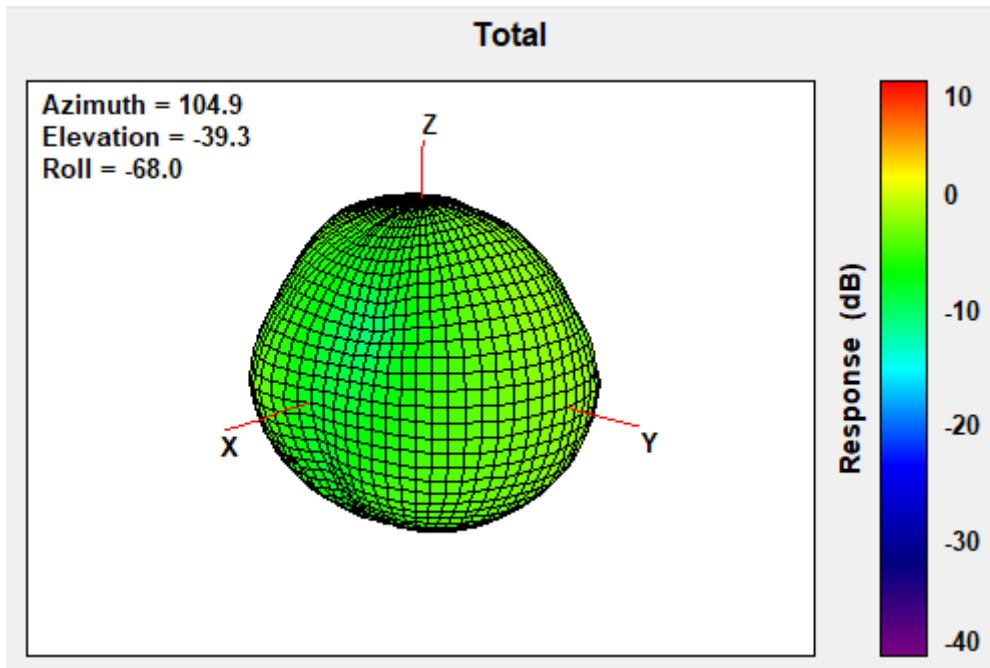 Total
Azimuth = 104.9
Elevation = -39.3
Roll = -68.0
Z
X
Y
10
0
-10
-20
-30
-40
Response (dB)